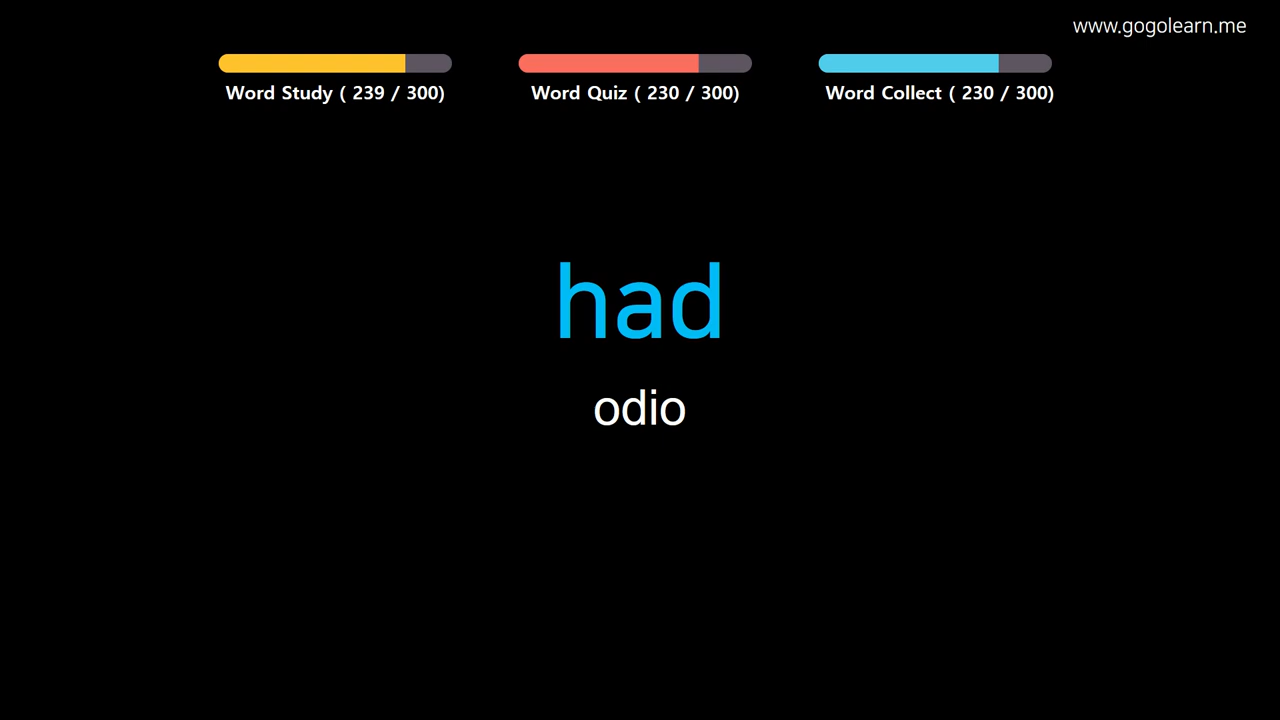 www.gogolearn.me
Word Study ( 239 / 300)
Word Quiz ( 230 / 300)
Word Collect ( 230 / 300)
had
odio